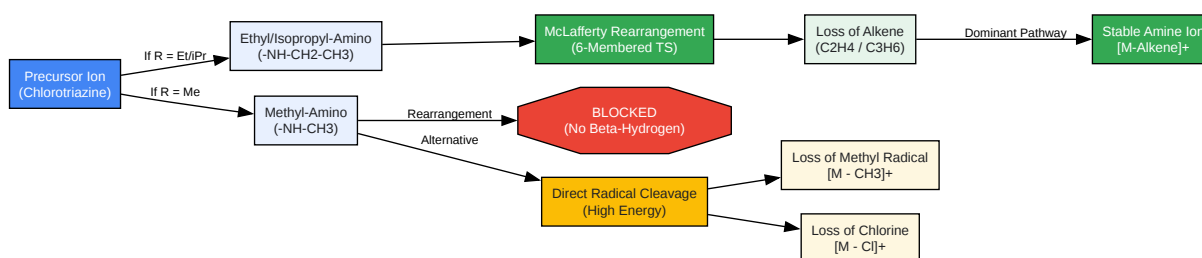 Precursor Ion
(Chlorotriazine)
If R = Et/iPr
If R = Me
Ethyl/Isopropyl-Amino
(-NH-CH2-CH3)
McLafferty Rearrangement
(6-Membered TS)
Loss of Alkene
(C2H4 / C3H6)
Dominant Pathway
Stable Amine Ion
[M-Alkene]+
Methyl-Amino
(-NH-CH3)
Rearrangement
BLOCKED
(No Beta-Hydrogen)
Alternative
Direct Radical Cleavage
(High Energy)
Loss of Methyl Radical
[M - CH3]+
Loss of Chlorine
[M - Cl]+